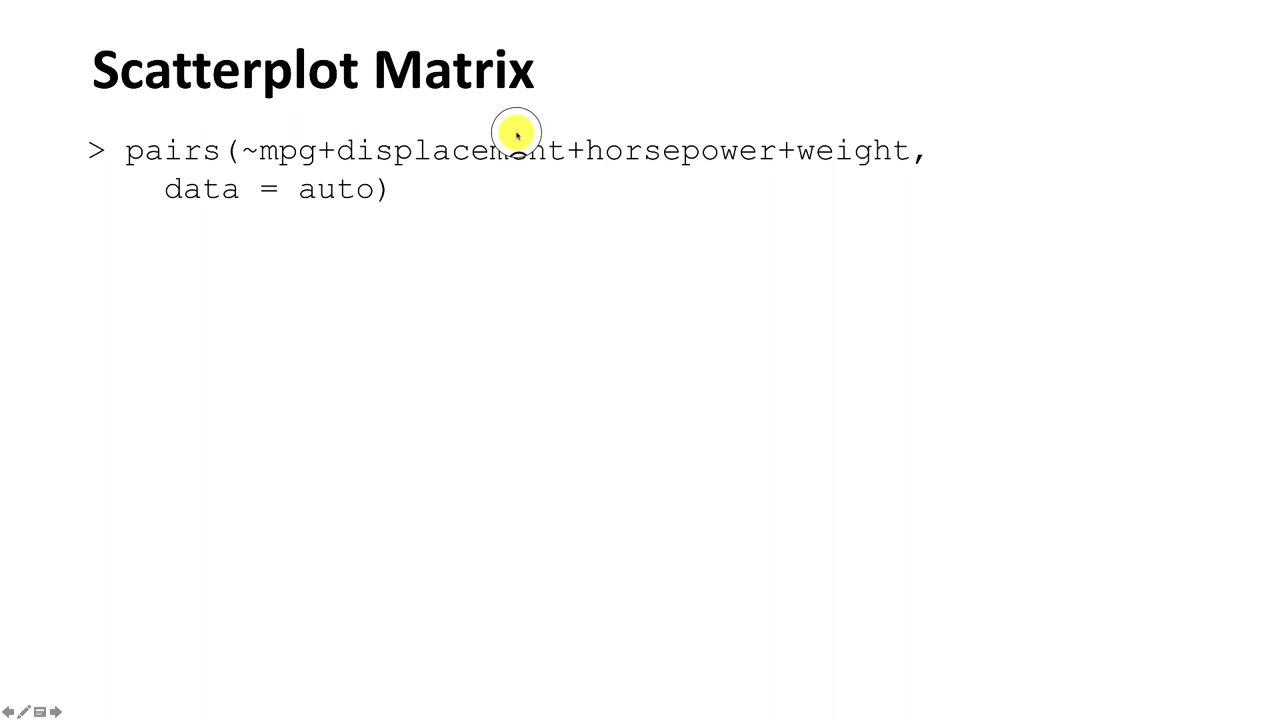 Scatterplot Matrix
> pairs(~mpg+displacement+horsepower+weight,
data = auto)